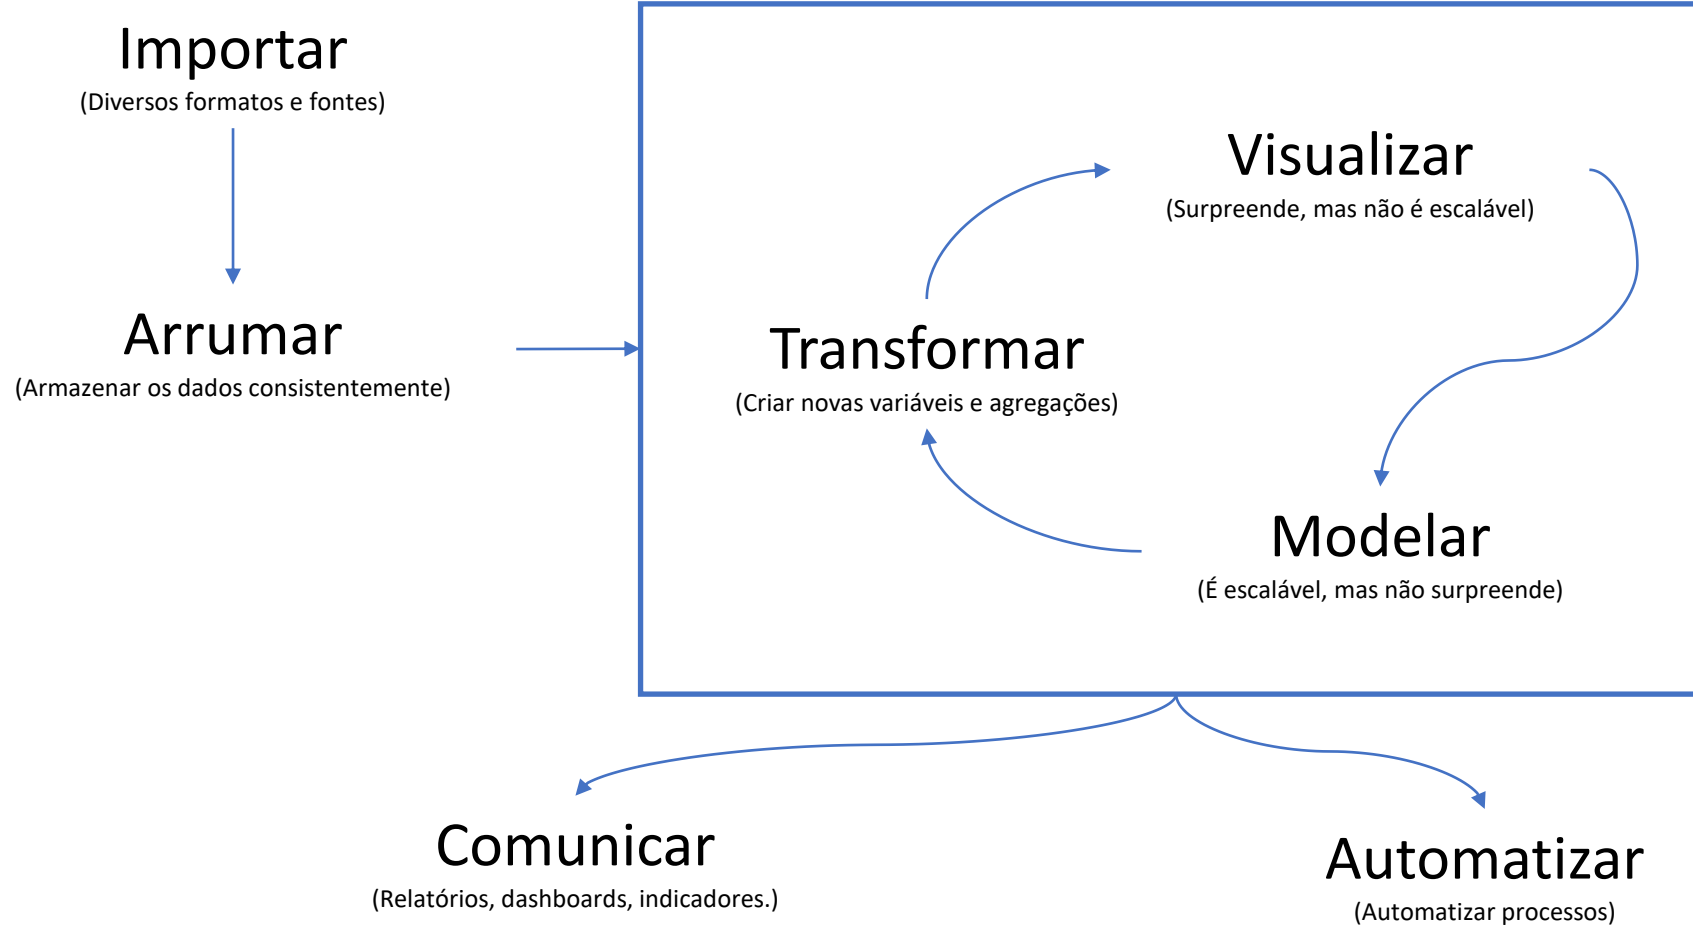 Importar
(Diversos formatos e fontes)
Arrumar
(Armazenar os dados consistentemente)
Visualizar
(Surpreende, mas não é escalável)
Transformar
(Criar novas variáveis e agregações)
Modelar
(É escalável, mas não surpreende)
Comunicar
(Relatórios, dashboards, indicadores.)
Automatizar
(Automatizar processos)